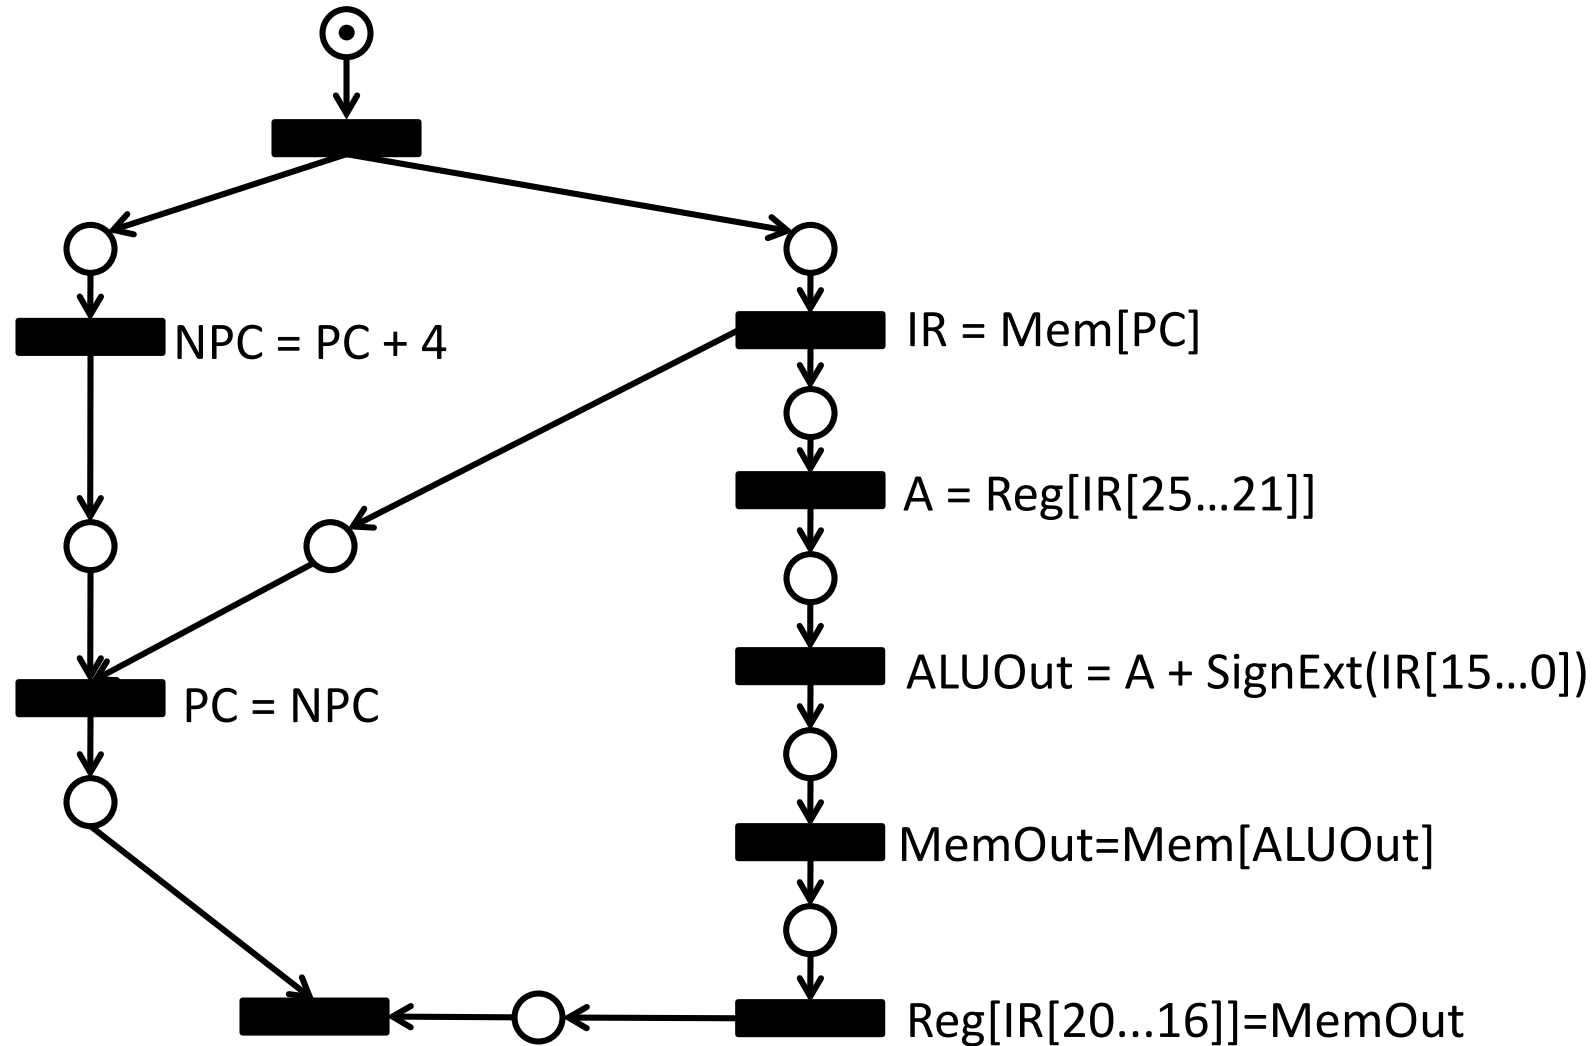 NPC = PC + 4
IR = Mem[PC]
A = Reg[IR[25...21]]
ALUOut = A + SignExt(IR[15...0])
PC = NPC
MemOut=Mem[ALUOut]
Reg[IR[20...16]]=MemOut